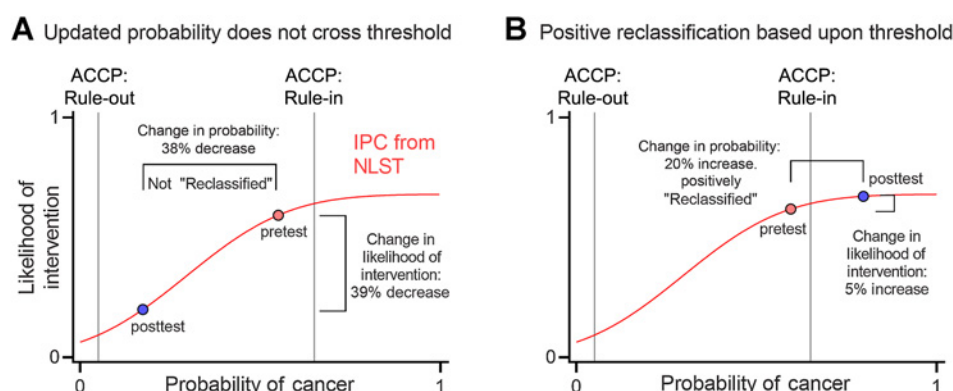 A Updated probability does not cross threshold
ACCP:
Rule-out
ACCP:
Rule-in
1
Change in probability:
38% decrease
Not "Reclassified"
IPC from
NLST
pretest
posttest
Change in
likelihood of
intervention:
39% decrease
Likelihood of
intervention
0
0
1
Probability of cancer
B Positive reclassification based upon threshold
ACCP:
Rule-out
ACCP:
Rule-in
1
Change in probability:
20% increase.
positively
"Reclassified"
posttest
pretest
Change in
likelihood of
intervention:
5% increase
0
0
1
Probability of cancer